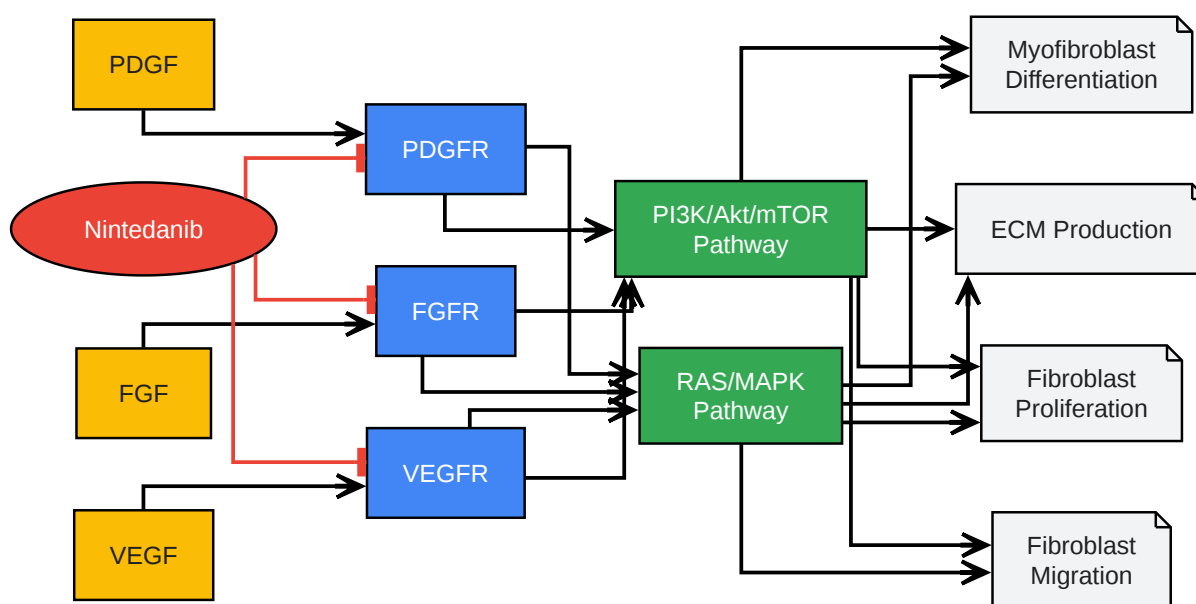 PDGF
Nintedanib
FGF
VEGF
PDGFR
FGFR
VEGFR
PI3K/Akt/mTOR
Pathway
RAS/MAPK
Pathway
Myofibroblast
Differentiation
ECM Production
Fibroblast
Proliferation
Fibroblast
Migration